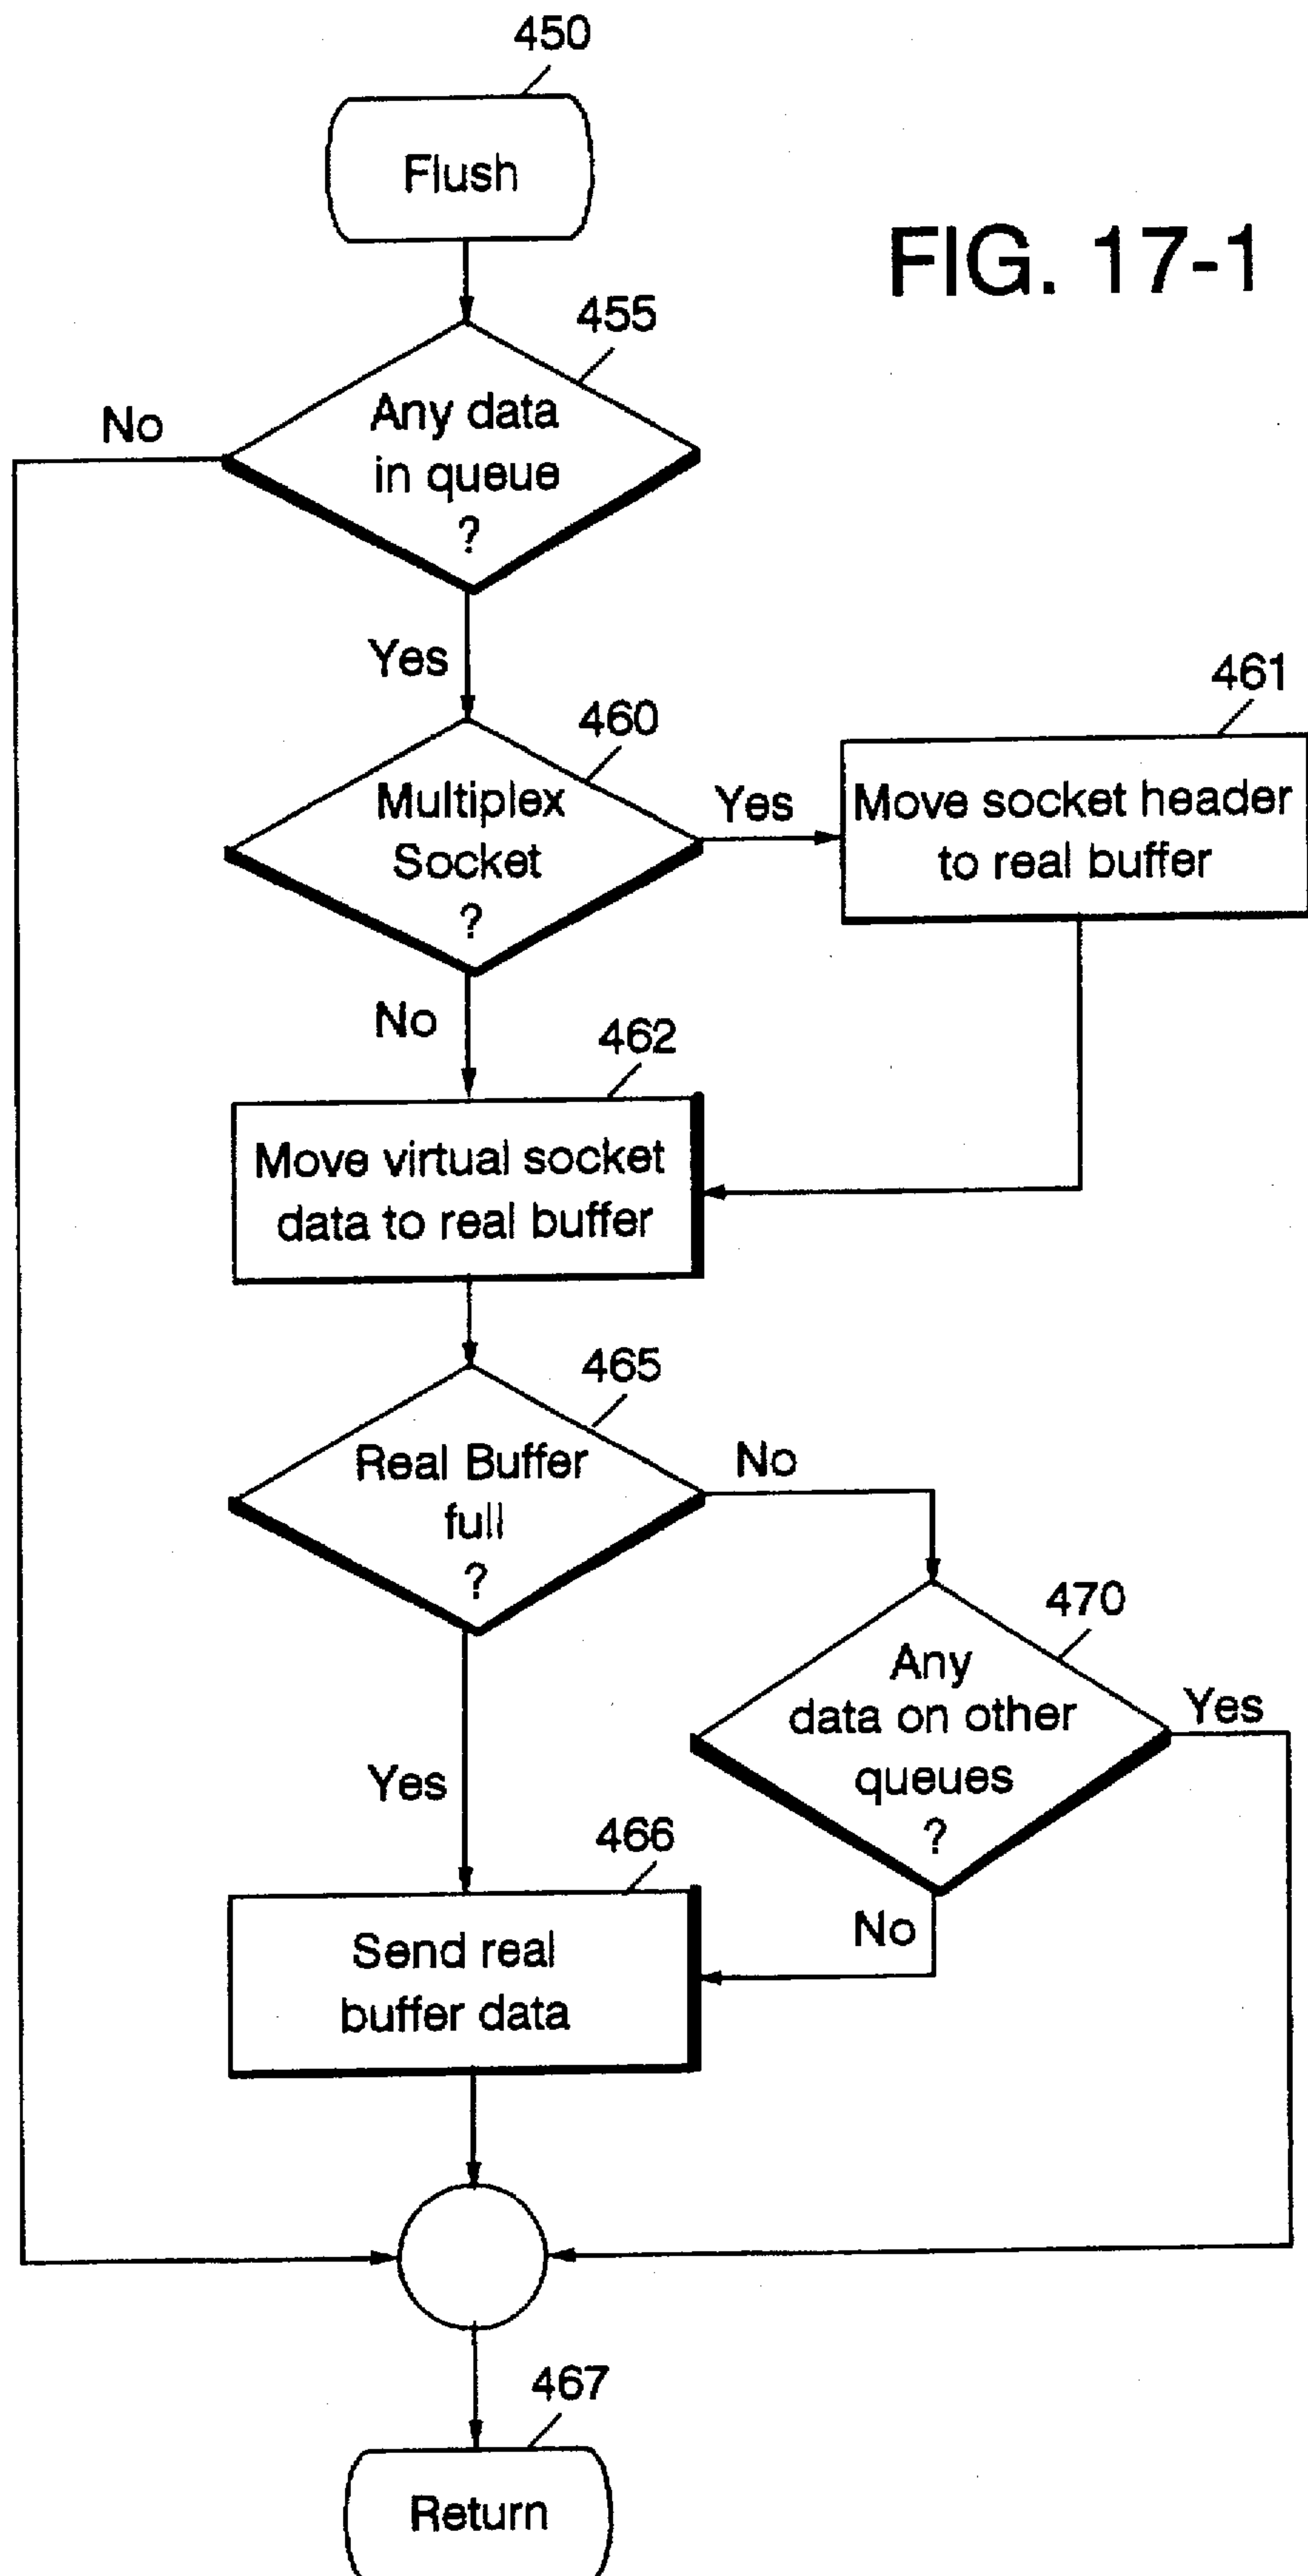 450
Flush
FIG. 17-1
455
Any data
in queue
?
No
Yes
460
Multiplex
Socket
?
Yes
461
Move socket header
to real buffer
No
462
Move virtual socket
data to real buffer
465
Real Buffer
full
?
No
470
Any
data on other
queues
?
Yes
Yes
No
466
Send real
buffer data
467
Return